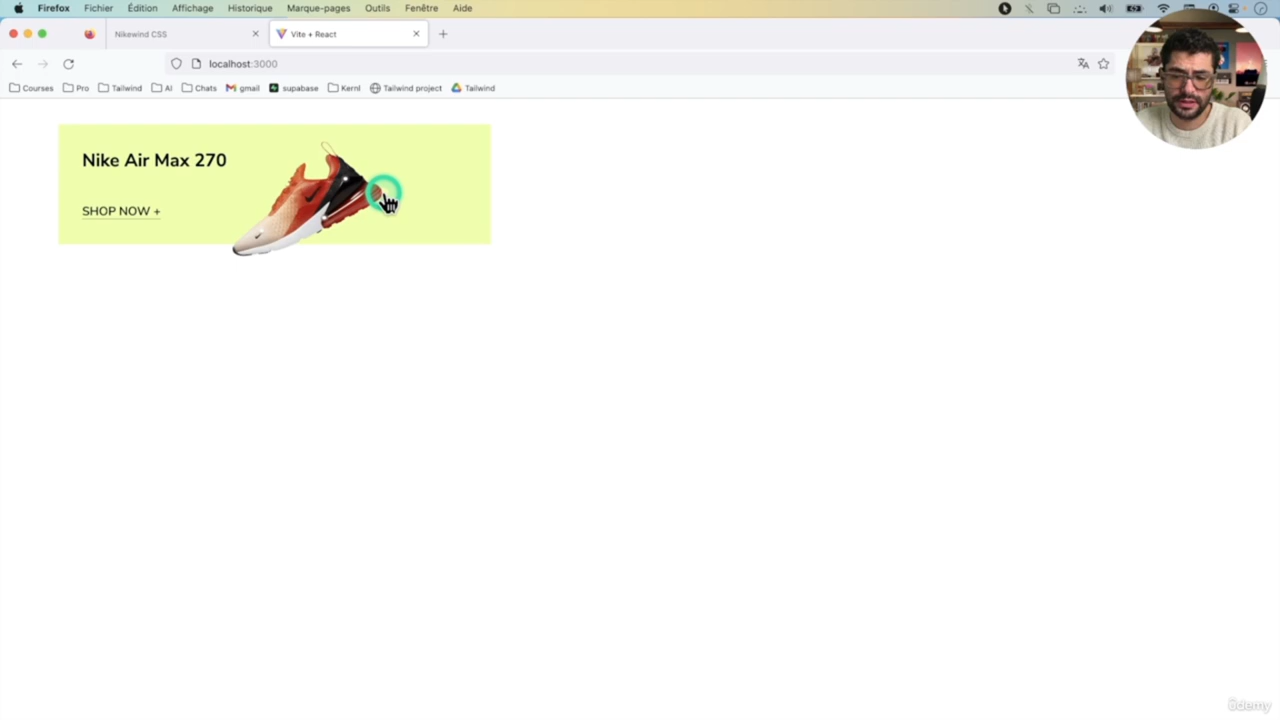 Firefox Fichier Édition Affichage Historique Marque-pages Outils Fenêtre Aide
Nikewind CSS
Vite + React
localhost:3000
Courses Pro Tailwind AI Chats gmail supabase Kernl Tailwind project Tailwind
Nike Air Max 270
SHOP NOW +
ûdemy